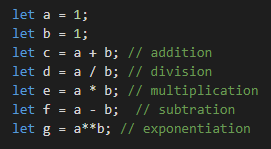 let a = 1;
let b = 1;
let c = a + b; // addition
let d = a / b; // division
let e = a * b; // multiplication
let f = a - b;  // subtration
let g = a**b; // exponentiation